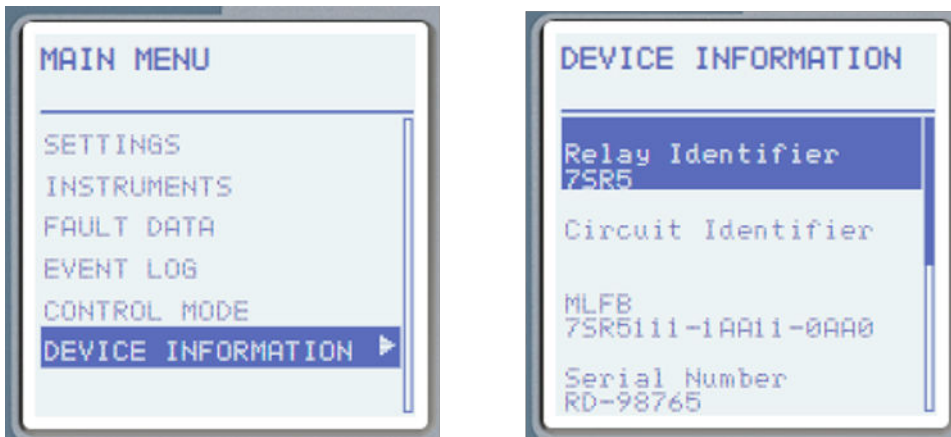 MAIN MENU
SETTINGS
INSTRUMENTS
FAULT DATA
EVENT LOG
CONTROL MODE
DEVICE INFORMATION
DEVICE INFORMATION
Relay Identifier
7SR5
Circuit Identifier
MLFB
7SR5111-1AA11-0AA0
Serial Number
RD-98765